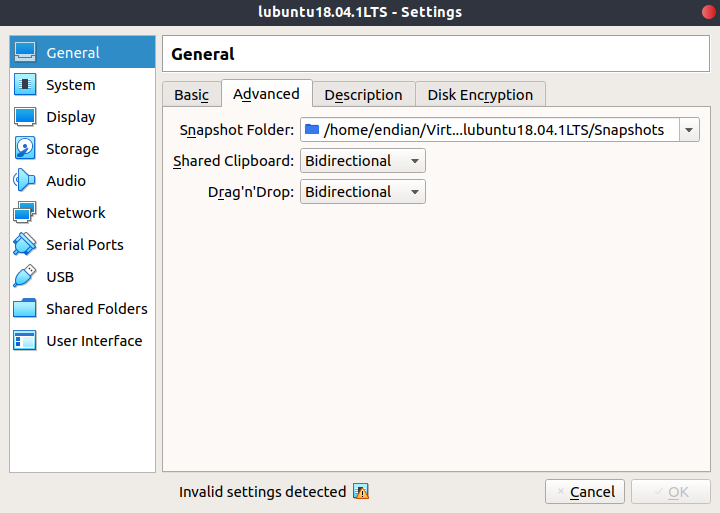 lubuntu18.04.1LTS - Settings
General
System
Display
Storage
Audio
Network
Serial Ports
USB
Shared Folders
User Interface
General
Basic Advanced Description Disk Encryption
Snapshot Folder: /home/endian/Virt...lubuntu18.04.1LTS/Snapshots
Shared Clipboard: Bidirectional
Drag'n'Drop: Bidirectional
Invalid settings detected Cancel OK